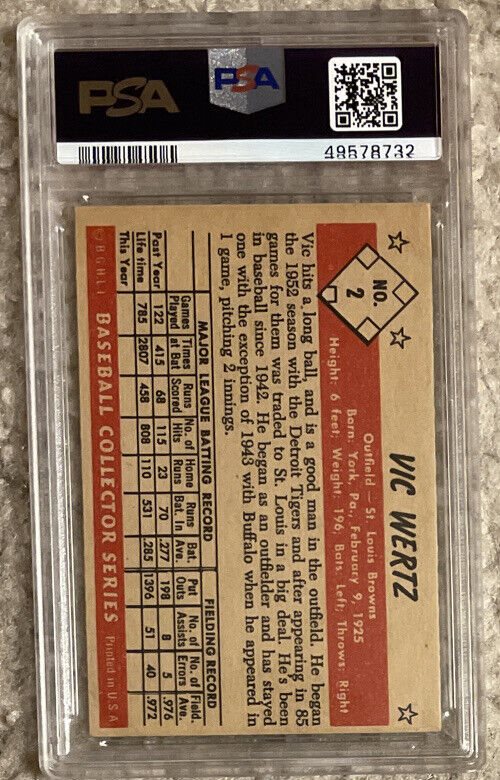 PSA
PSA
49578732
NO.
2
VIC WERTZ
Outfield — St. Louis Browns
Born: York, Pa., February 9, 1925
Height: 6 feet; Weight: 196, Bats: Left; Throws: Right
Vic hits a long ball, and is a good man in the outfield. He began
the 1952 season with the Detroit Tigers and after appearing in 85
games for them was traded to St. Louis in a big deal. He's been
in baseball since 1942. He began as an outfielder and has stayed
one with the exception of 1943 with Buffalo when he appeared in
1 game, pitching 2 innings.
MAJOR LEAGUE BATTING RECORD FIELDING RECORD
Games Times Runs No. of Home Runs Bat. Put No. of No. of Field.
Played at Bat Scored Hits Runs Bat. In Ave. Outs Assists Errors Ave.
Past Year 122 415 68 115 23 70 .277 198 8 5 .976
Life time 785 2807 458 808 110 531 .285 1396 51 40 .972
This Year
© B G H L I BASEBALL COLLECTOR SERIES Printed in U.S.A.